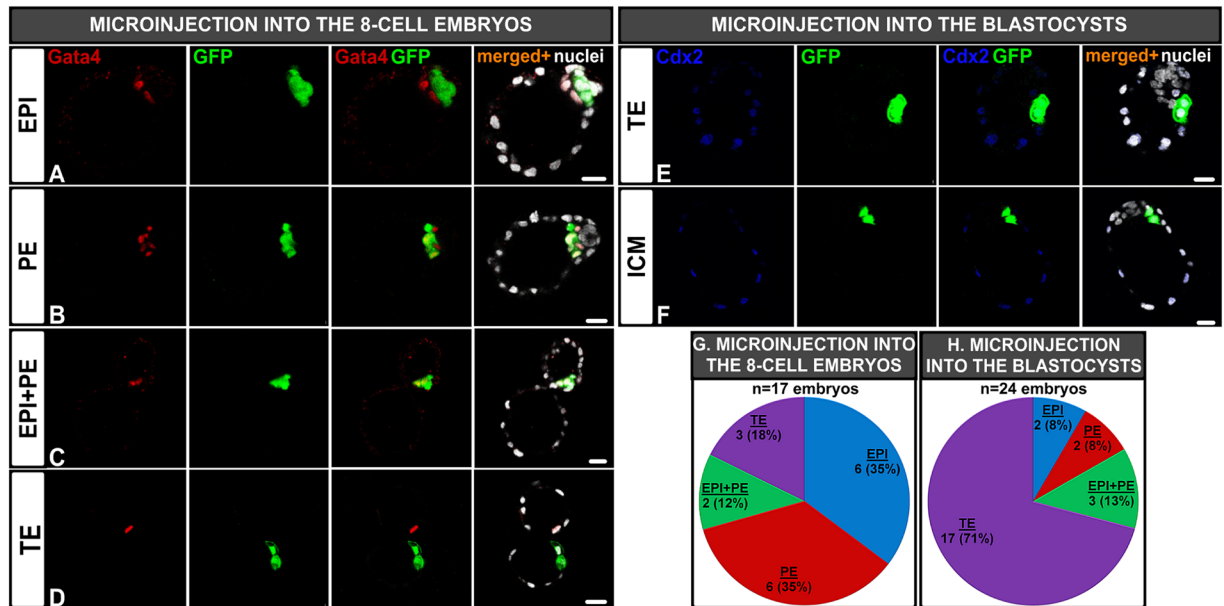 MICROINJECTION INTO THE 8-CELL EMBRYOS
Gata4
GFP
Gata4 GFP
merged+ nuclei
EPI
A
PE
B
EPI+PE
C
TE
D
MICROINJECTION INTO THE BLASTOCYSTS
Cdx2
GFP
Cdx2 GFP
merged+ nuclei
TE
E
ICM
F
G. MICROINJECTION INTO
THE 8-CELL EMBRYOS
n=17 embryos
TE
3 (18%)
EPI
6 (35%)
EPI+PE
2 (12%)
PE
6 (35%)
H. MICROINJECTION
INTO THE BLASTOCYSTS
n=24 embryos
EPI
2 (8%)
PE
2 (8%)
EPI+PE
3 (13%)
TE
17 (71%)